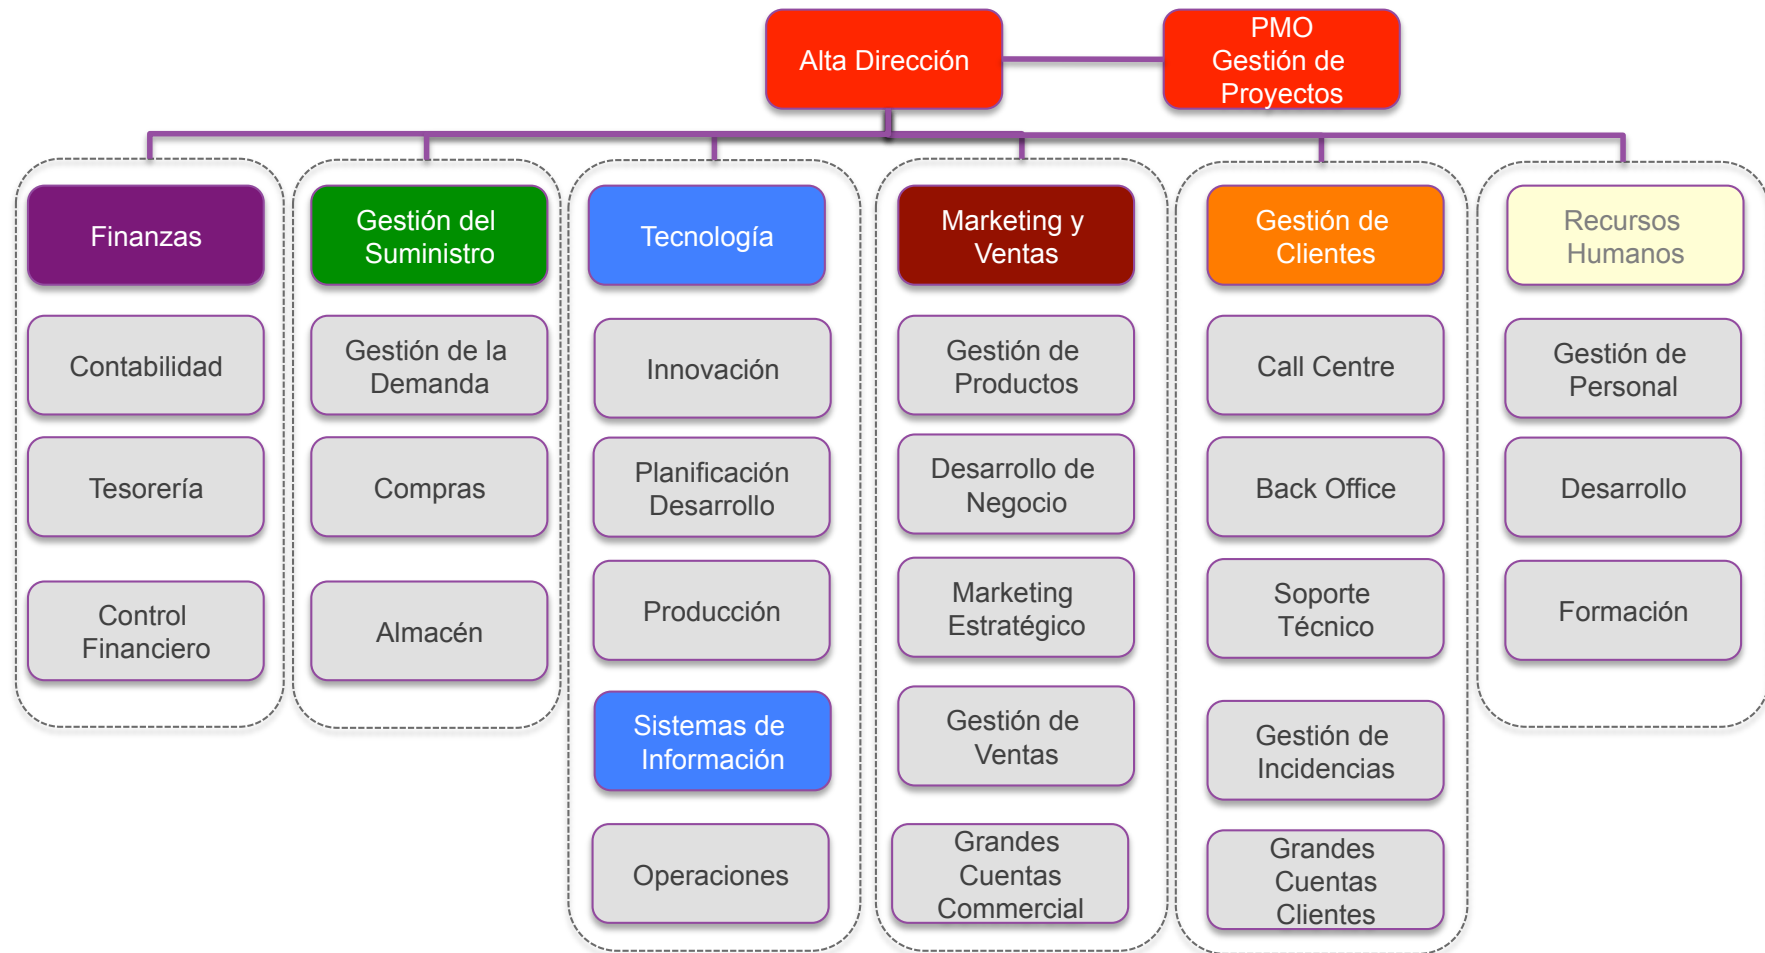 Alta Dirección
PMO
Gestión de
Proyectos
Finanzas
Contabilidad
Tesorería
Control
Financiero
Gestión del
Suministro
Gestión de la
Demanda
Compras
Almacén
Tecnología
Innovación
Planificación
Desarrollo
Producción
Sistemas de
Información
Operaciones
Marketing y
Ventas
Gestión de
Productos
Desarrollo de
Negocio
Marketing
Estratégico
Gestión de
Ventas
Grandes
Cuentas
Commercial
Gestión de
Clientes
Call Centre
Back Office
Soporte
Técnico
Gestión de
Incidencias
Grandes
Cuentas
Clientes
Recursos
Humanos
Gestión de
Personal
Desarrollo
Formación